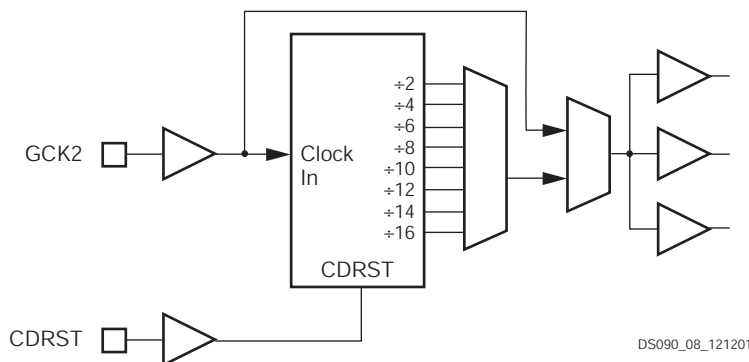 ÷2
÷4
÷6
÷8
÷10
÷12
÷14
÷16
GCK2
Clock
In
CDRST
CDRST
DS090_08_121201